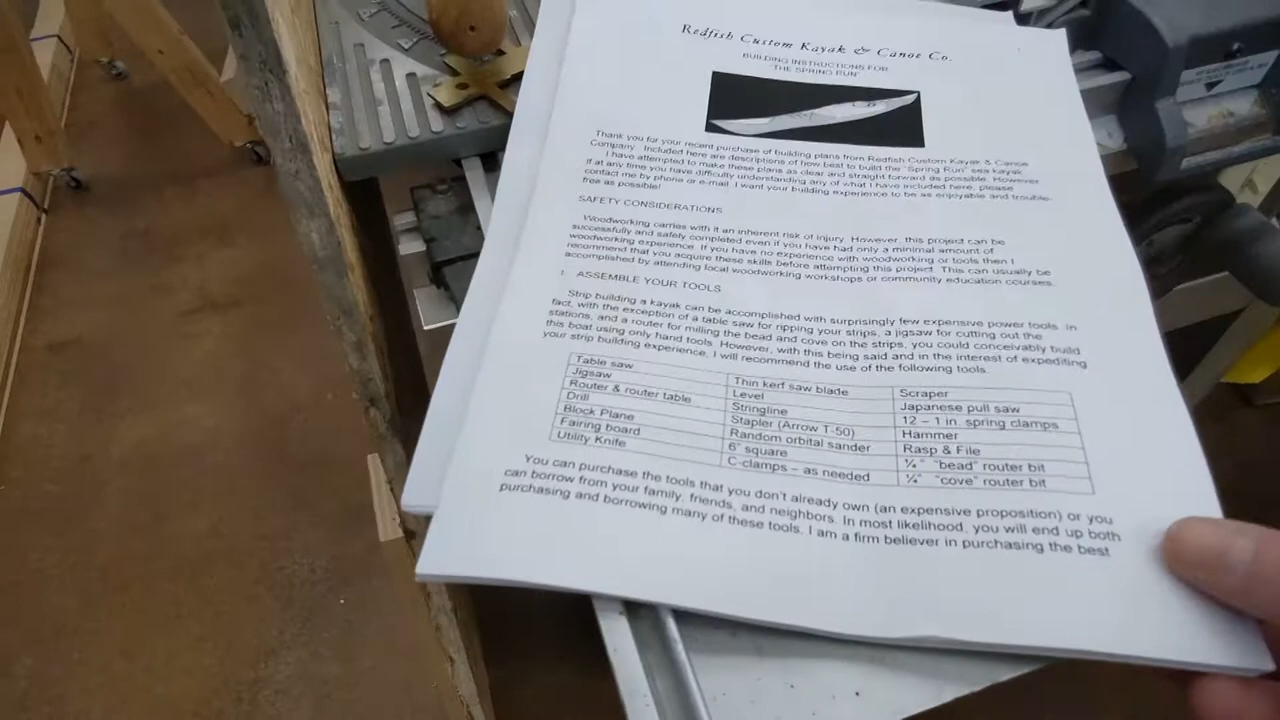 Redfish Custom Kayak & Canoe Co.
BUILDING INSTRUCTIONS FOR
"THE SPRING RUN"
Thank you for your recent purchase of building plans from Redfish Custom Kayak & Canoe
Company. Included here are descriptions of how best to build the "Spring Run" sea kayak.
I have attempted to make these plans as clear and straight forward as possible. However
if at any time you have difficulty understanding any of what I have included here, please
contact me by phone or e-mail. I want your building experience to be as enjoyable and trouble-
free as possible!
SAFETY CONSIDERATIONS
Woodworking carries with it an inherent risk of injury. However, this project can be
successfully and safely completed even if you have had only a minimal amount of
woodworking experience. If you have no experience with woodworking or tools then I
recommend that you acquire these skills before attempting this project. This can usually be
accomplished by attending local woodworking workshops or community education courses.
ASSEMBLE YOUR TOOLS
Strip building a kayak can be accomplished with surprisingly few expensive power tools. In
fact, with the exception of a table saw for ripping your strips, a jigsaw for cutting out the
stations, and a router for milling the bead and cove on the strips, you could conceivably build
this boat using only hand tools. However, with this being said and in the interest of expediting
your strip building experience, I will recommend the use of the following tools.
Table saw Thin kerf saw blade Scraper
Jigsaw Level Japanese pull saw
Router & router table Stringline 12 – 1 in. spring clamps
Drill Stapler (Arrow T-50) Hammer
Block Plane Random orbital sander Rasp & File
Fairing board 6" square ¼" "bead" router bit
Utility Knife C-clamps – as needed ¼" "cove" router bit
You can purchase the tools that you don't already own (an expensive proposition) or you
can borrow from your family, friends, and neighbors. In most likelihood, you will end up both
purchasing and borrowing many of these tools. I am a firm believer in purchasing the best